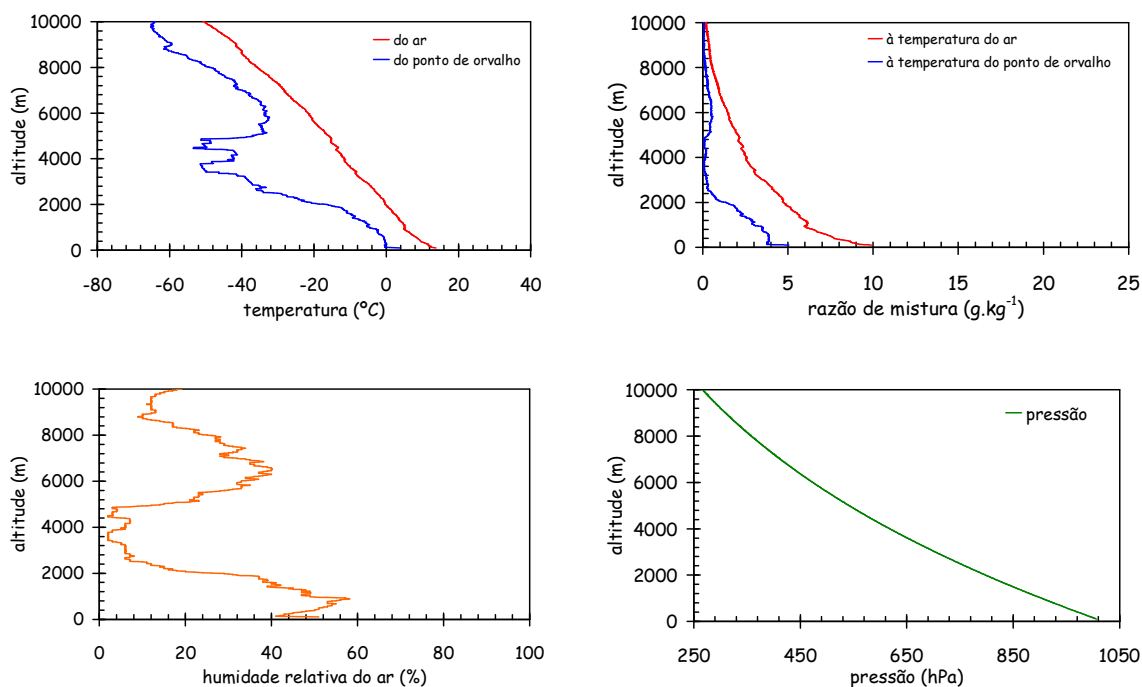 10000
8000
6000
4000
2000
0
altitude (m)
-80 -60 -40 -20 0 20 40
temperatura (ºC)
do ar
do ponto de orvalho
10000
8000
6000
4000
2000
0
altitude (m)
0 5 10 15 20 25
razão de mistura (g.kg-1)
à temperatura do ar
à temperatura do ponto de orvalho
10000
8000
6000
4000
2000
0
altitude (m)
0 20 40 60 80 100
humidade relativa do ar (%)
10000
8000
6000
4000
2000
0
altitude (m)
250 450 650 850 1050
pressão (hPa)
pressão